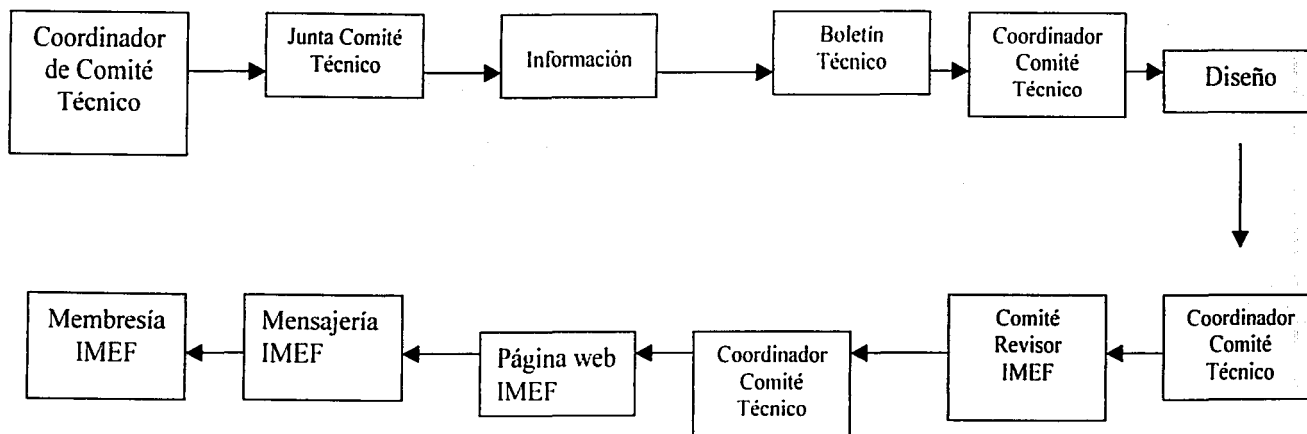 Coordinador
de Comité
Técnico
Junta Comité
Técnico
Información
Boletín
Técnico
Coordinador
Comité
Técnico
Diseño
Coordinador
Comité
Técnico
Comité
Revisor
IMEF
Coordinador
Comité
Técnico
Página web
IMEF
Mensajería
IMEF
Membresía
IMEF